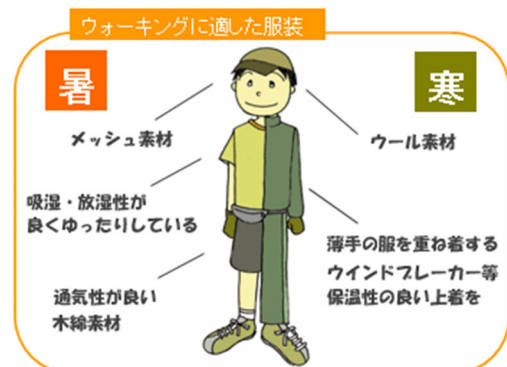 ウォーキングに適した服装
暑
寒
メッシュ素材
ウール素材
吸湿・放湿性が
良くゆったりしている
薄手の服を重ね着する
ウインドブレーカー等
保温性の良い上着を
通気性が良い
木綿素材